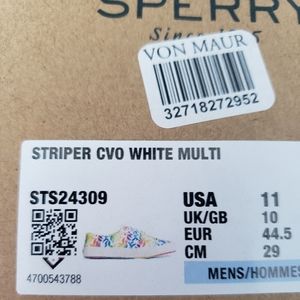 SPERRY
Since
VON MAUR
32718272952
STRIPER CVO WHITE MULTI
STS24309
4700543788
USA 11
UK/GB 10
EUR 44.5
CM 29
MENS/HOMMES